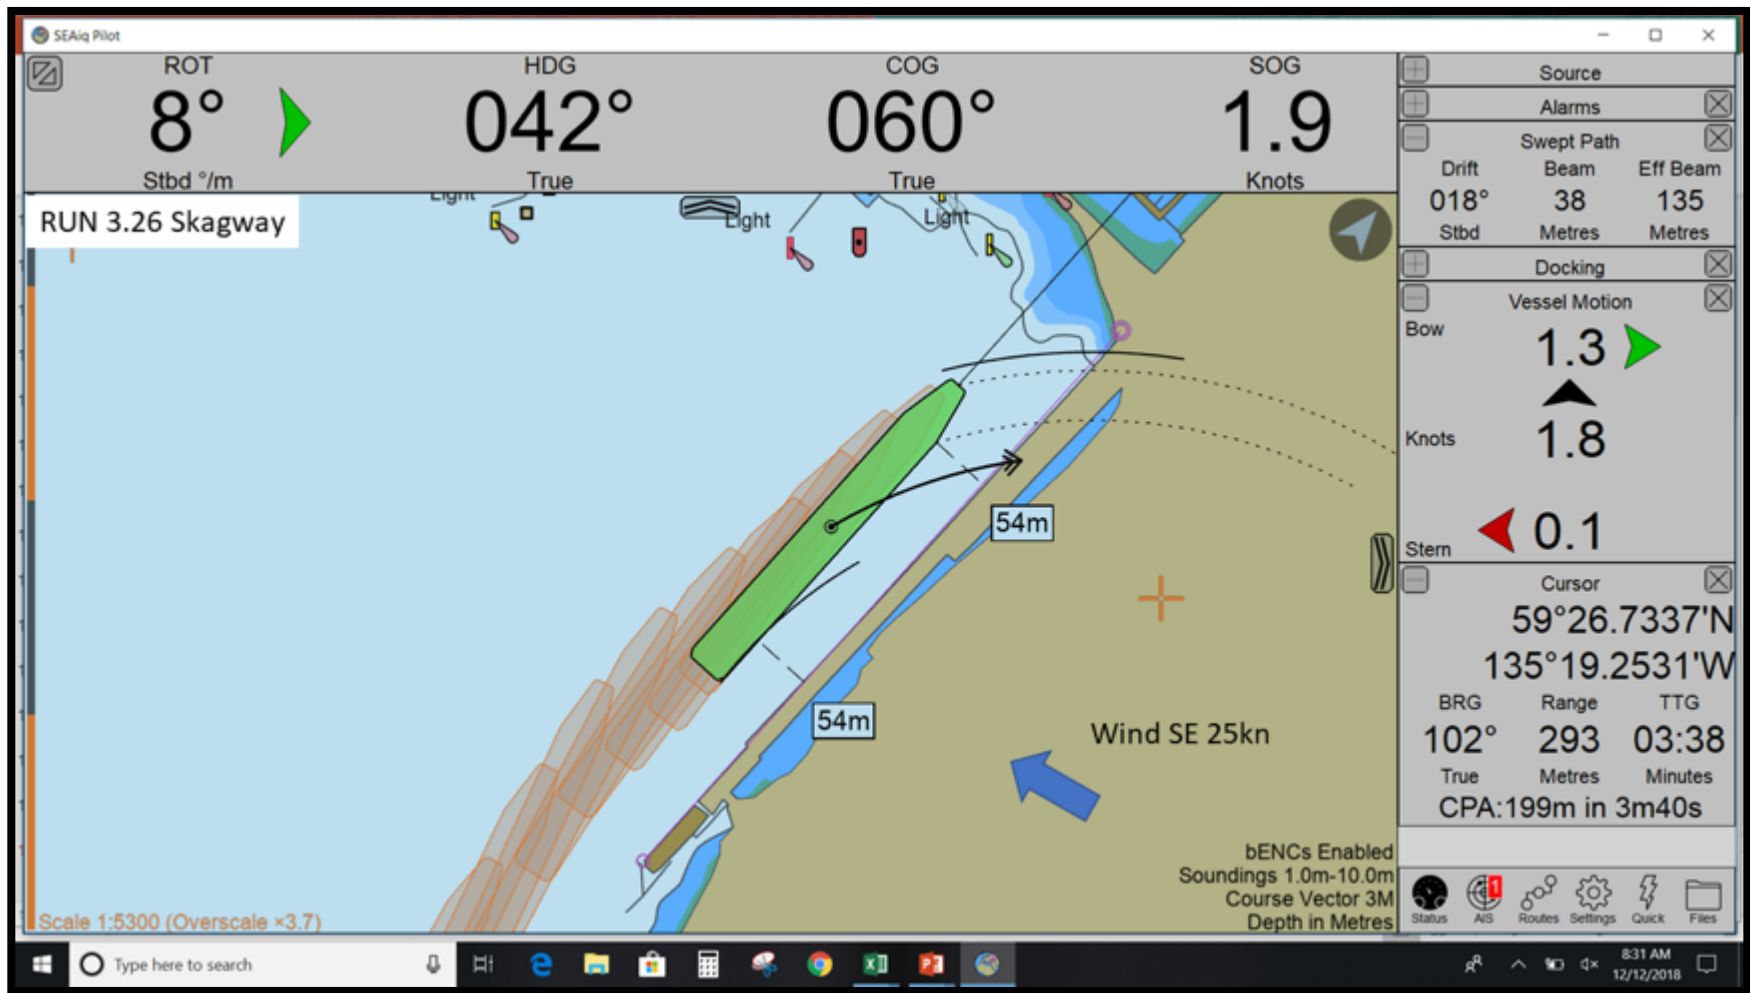 SEAiq Pilot
ROT
HDG
COG
SOG
8°
042°
060°
1.9
Stbd °/m
True
True
Knots
RUN 3.26 Skagway
Light
Light
Light
54m
54m
Wind SE 25kn
bENCs Enabled
Soundings 1.0m-10.0m
Course Vector 3M
Depth in Metres
Scale 1:5300 (Overscale ×3.7)
Source
Alarms
Swept Path
Drift Beam Eff Beam
018° 38 135
Stbd Metres Metres
Docking
Vessel Motion
Bow 1.3
Knots 1.8
Stern 0.1
Cursor
59°26.7337'N
135°19.2531'W
BRG Range TTG
102° 293 03:38
True Metres Minutes
CPA:199m in 3m40s
1
Status AIS Routes Settings Quick Files
Type here to search
8:31 AM
12/12/2018